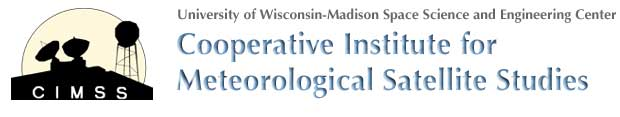 University of Wisconsin-Madison Space Science and Engineering Center
Cooperative Institute for
Meteorological Satellite Studies
CIMSS